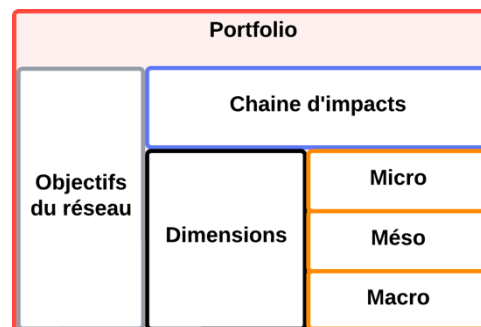 Portfolio
Chaine d'impacts
Objectifs
du réseau
Dimensions
Micro
Méso
Macro